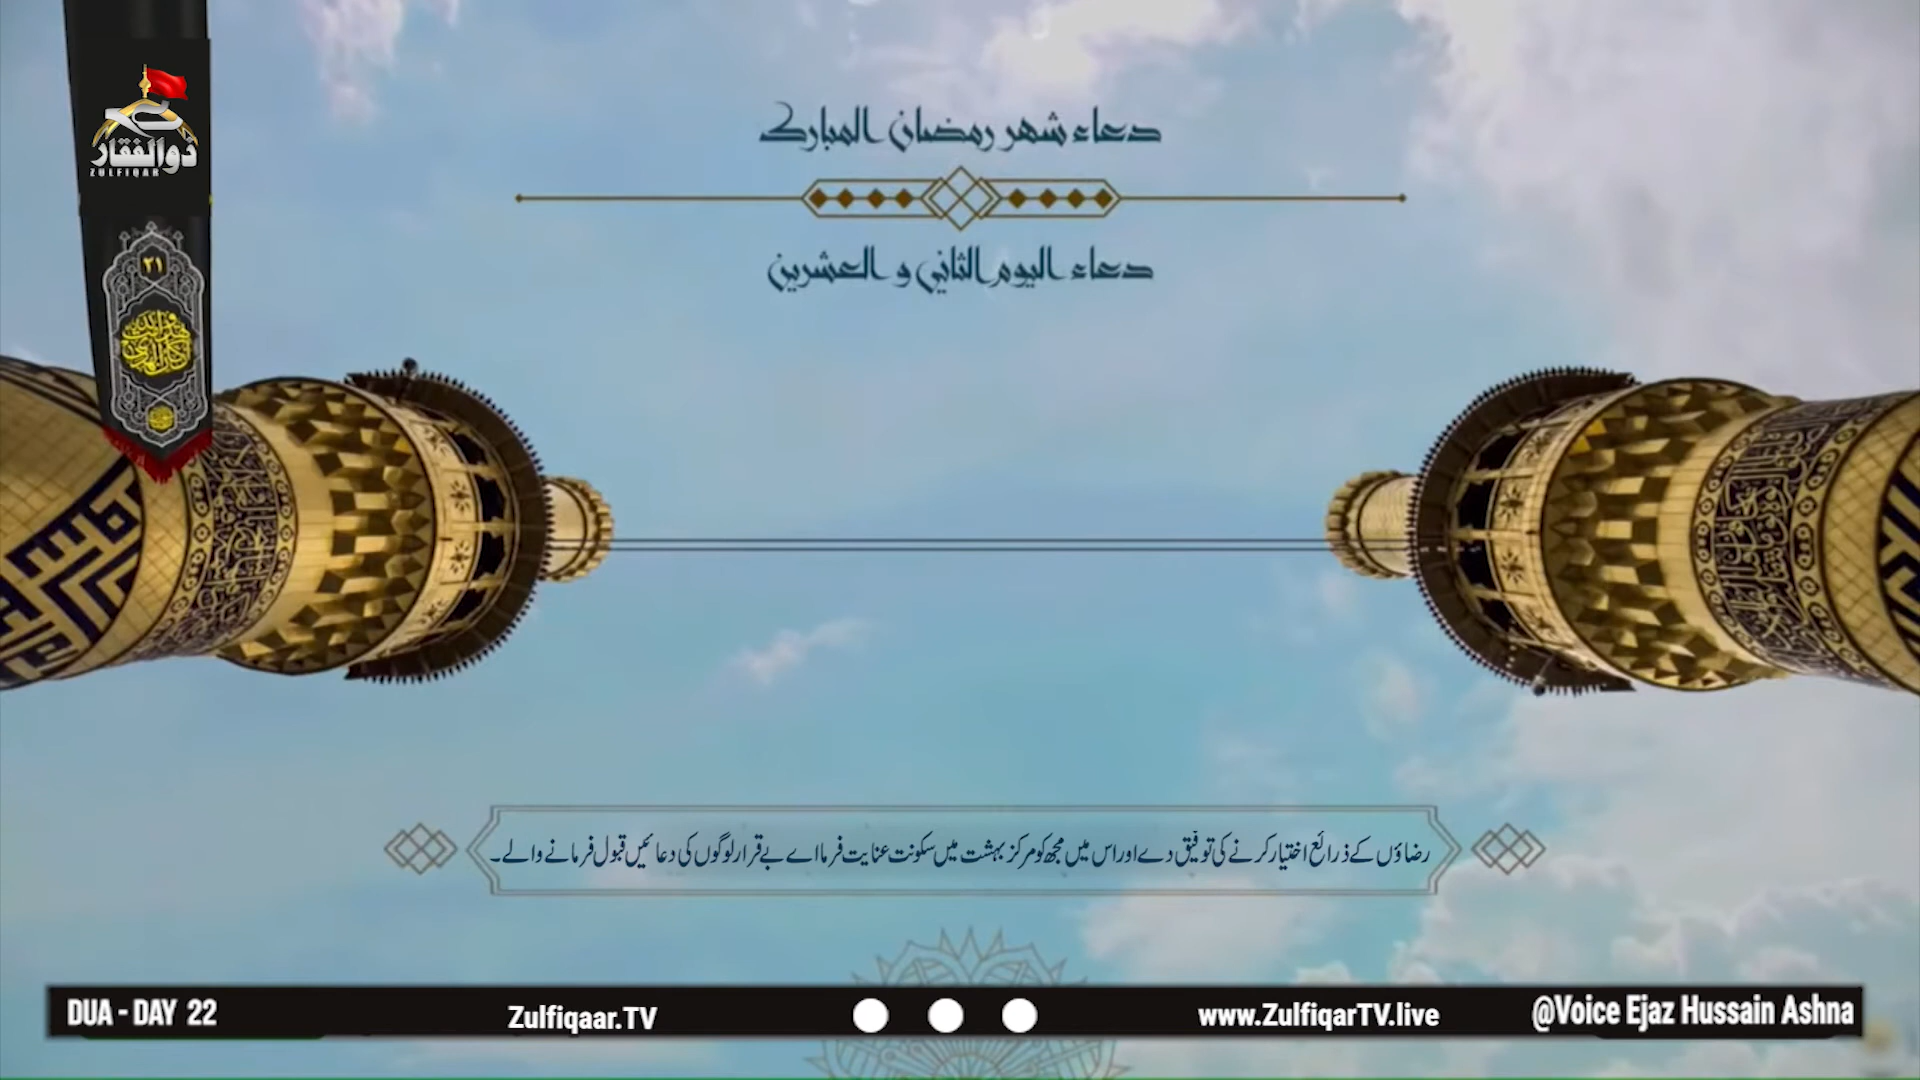 ذوالفقار
ZULFIQAR
۲۱
دعاء شهر رمضان المبارك
دعاء اليوم الثاني و العشرين
رضاؤں کے ذرائع اختیار کرنے کی توفیق دے اور اس میں مجھ کو مرکز بہشت میں سکونت عنایت فرما اے بے قرار لوگوں کی دعائیں قبول فرمانے والے۔
DUA - DAY 22
Zulfiqaar.TV
www.ZulfiqarTV.live
@Voice Ejaz Hussain Ashna